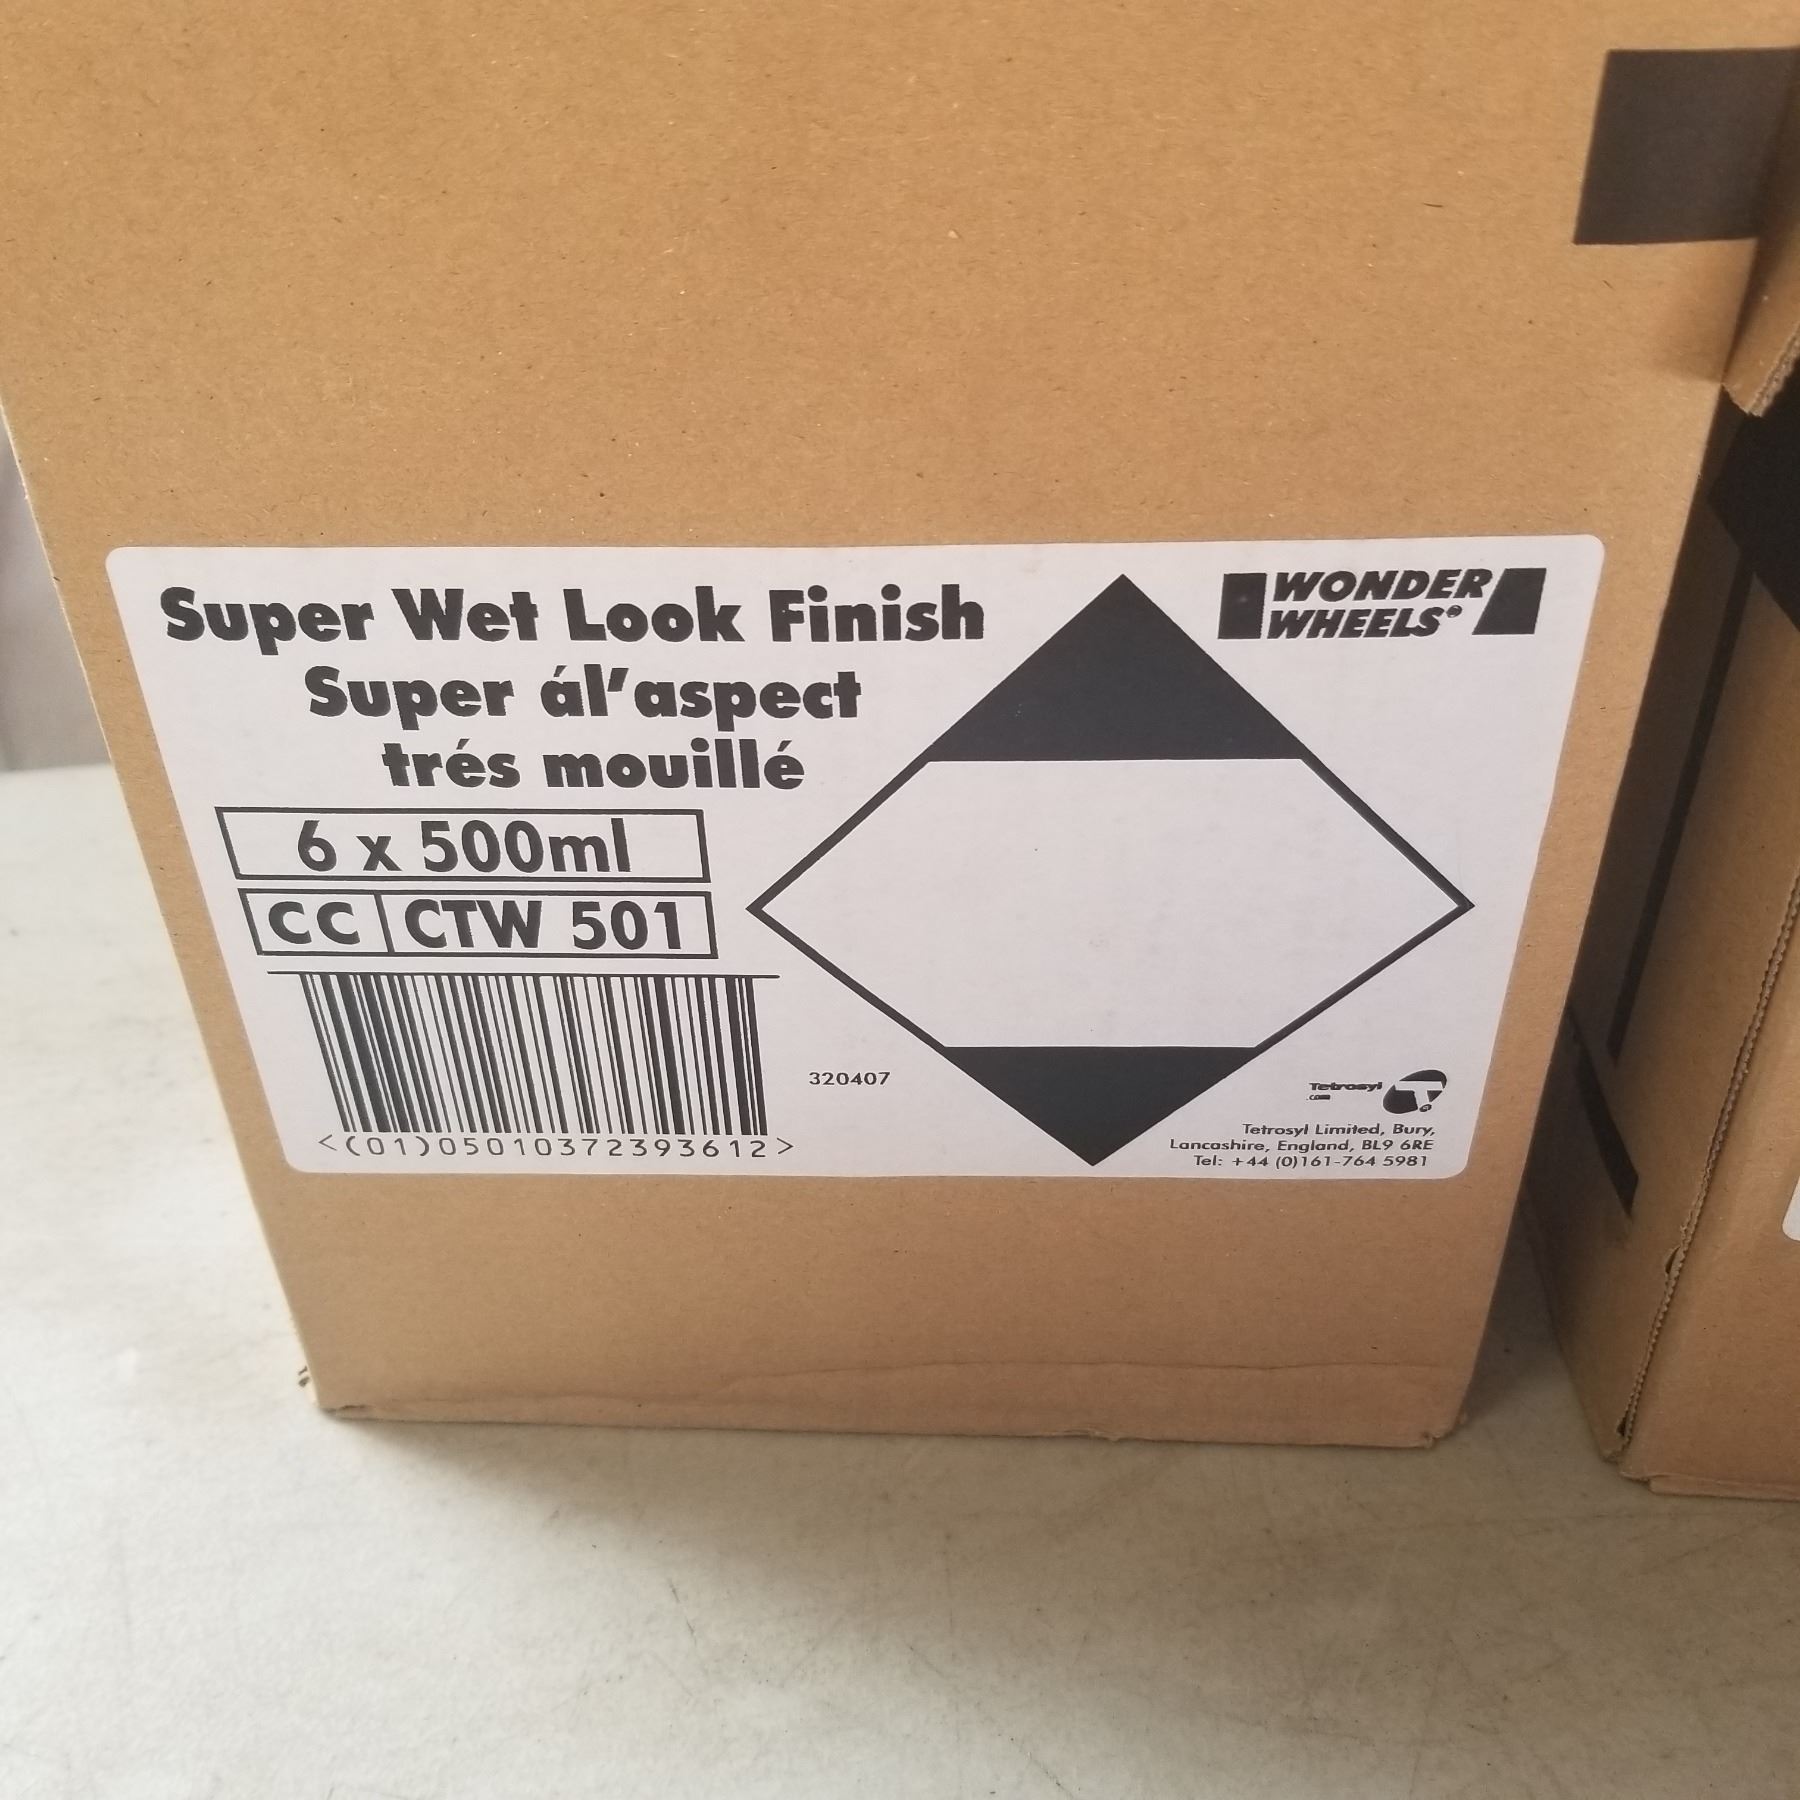 Super Wet Look Finish
Super ál'aspect
trés mouillé
6 x 500ml
CC CTW 501
<(01)05010372393612>
320407
WONDER
WHEELS®
Tetrosyl
.com
Tetrosyl Limited, Bury,
Lancashire, England, BL9 6RE
Tel: +44 (0)161-764 5981